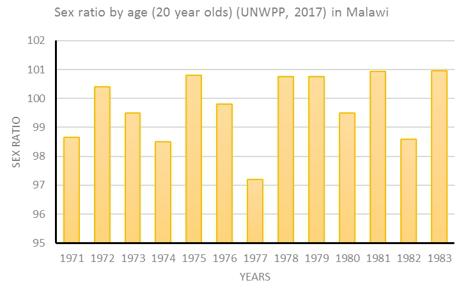 Sex ratio by age (20 year olds) (UNWPP, 2017) in Malawi
102
101
100
99
98
97
96
95
SEX RATIO
1971 1972 1973 1974 1975 1976 1977 1978 1979 1980 1981 1982 1983
YEARS